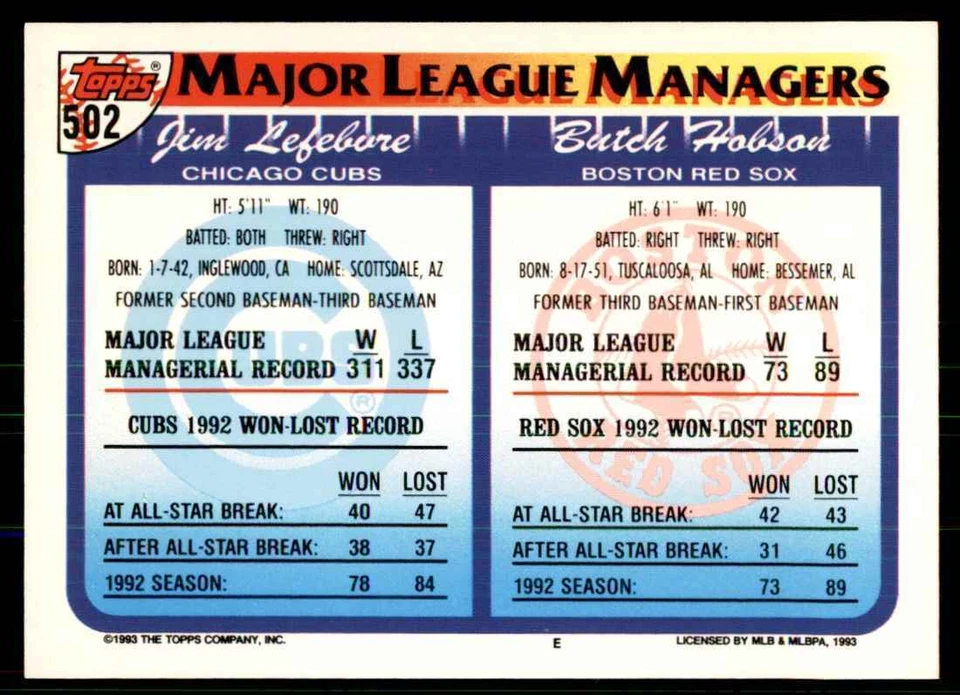 TOPPS® MAJOR LEAGUE MANAGERS
502
Jim Lefebvre
CHICAGO CUBS
HT: 5'11" WT: 190
BATTED: BOTH THREW: RIGHT
BORN: 1-7-42, INGLEWOOD, CA HOME: SCOTTSDALE, AZ
FORMER SECOND BASEMAN-THIRD BASEMAN
MAJOR LEAGUE W L
MANAGERIAL RECORD 311 337
CUBS 1992 WON-LOST RECORD
WON LOST
AT ALL-STAR BREAK: 40 47
AFTER ALL-STAR BREAK: 38 37
1992 SEASON: 78 84
CUBS ®
Butch Hobson
BOSTON RED SOX
HT: 6'1" WT: 190
BATTED: RIGHT THREW: RIGHT
BORN: 8-17-51, TUSCALOOSA, AL HOME: BESSEMER, AL
FORMER THIRD BASEMAN-FIRST BASEMAN
MAJOR LEAGUE W L
MANAGERIAL RECORD 73 89
RED SOX 1992 WON-LOST RECORD
WON LOST
AT ALL-STAR BREAK: 42 43
AFTER ALL-STAR BREAK: 31 46
1992 SEASON: 73 89
BOSTON
RED SOX ®
©1993 THE TOPPS COMPANY, INC. E LICENSED BY MLB & MLBPA, 1993